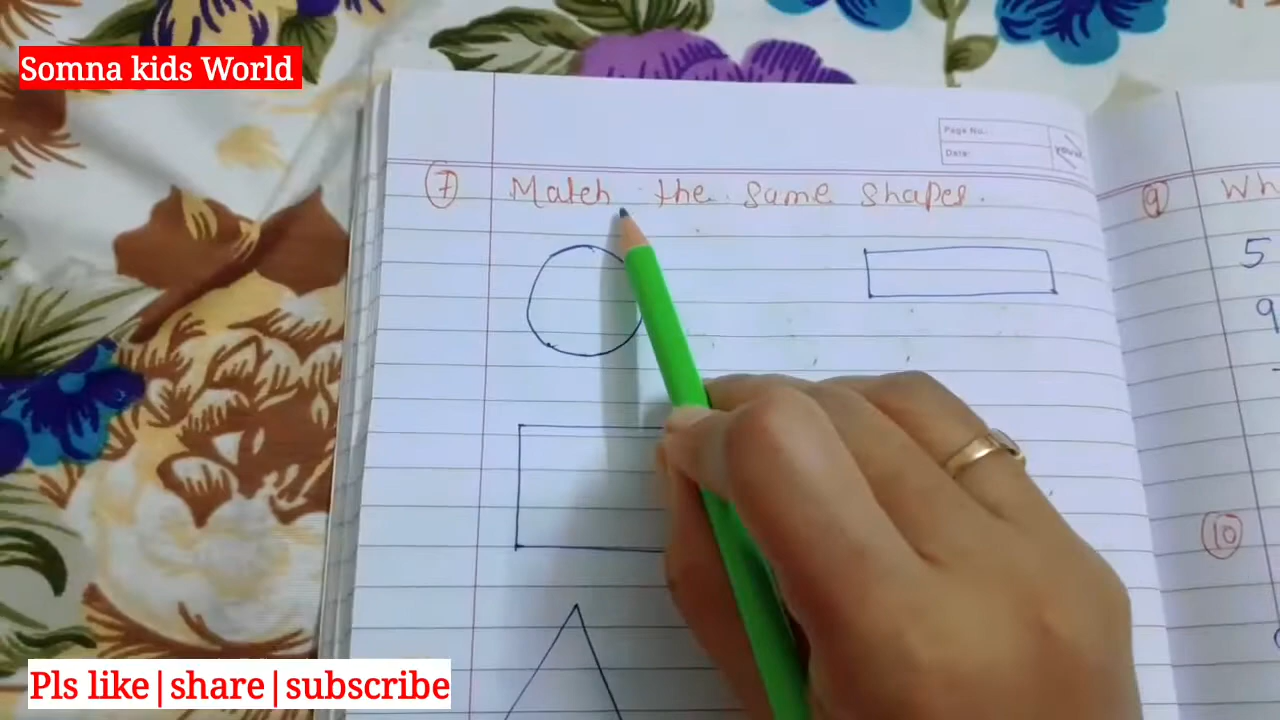 Somna kids World
Page No.:
Date:
7 Match the same shapes.
9 Wh
5
9
10
Pls like|share|subscribe